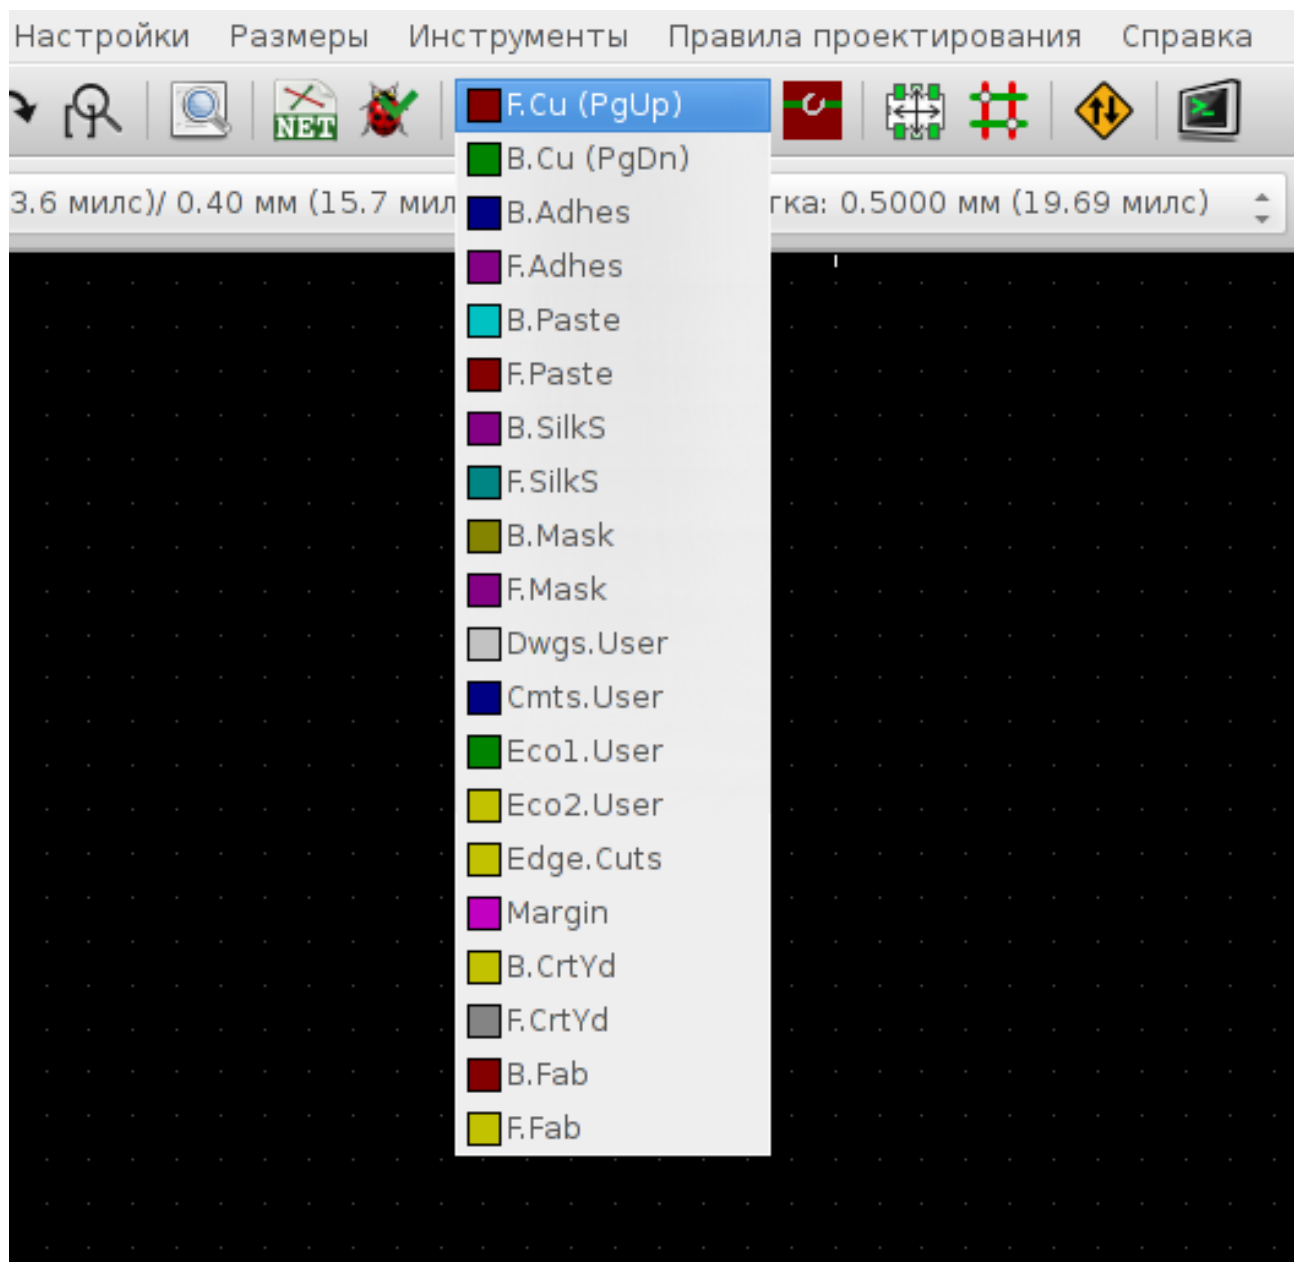 Настройки Размеры Инструменты Правила проектирования Справка
NET
F.Cu (PgUp)
3.6 милс)/ 0.40 мм (15.7 0.5000 мм (19.69 милс)
B.Cu (PgDn)
B.Adhes
F.Adhes
B.Paste
F.Paste
B.SilkS
F.SilkS
B.Mask
F.Mask
Dwgs.User
Cmts.User
Eco1.User
Eco2.User
Edge.Cuts
Margin
B.CrtYd
F.CrtYd
B.Fab
F.Fab